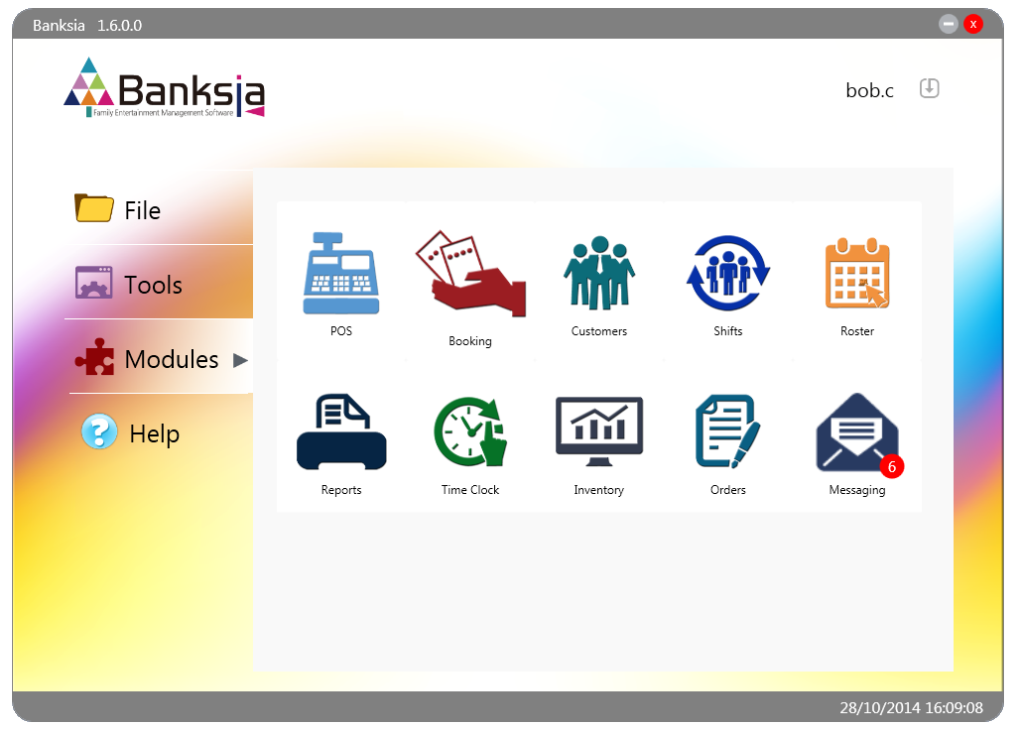 Banksia 1.6.0.0
x
Banksia
Family Entertainment Management Software
bob.c
File
Tools
Modules
Help
POS
Booking
Customers
Shifts
Roster
Reports
Time Clock
Inventory
Orders
Messaging
6
28/10/2014 16:09:08